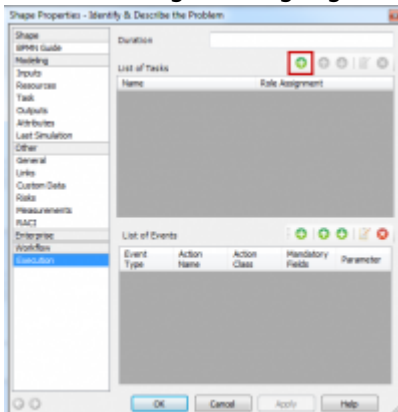 Shape Properties - Identify & Describe the Problem
Shape
BPMN Guide
Modeling
Inputs
Resources
Task
Outputs
Attributes
Last Simulation
Other
General
Links
Custom Data
Risks
Measurements
RACI
Enterprise
Workflow
Execution
Duration
List of Tasks
Name Role Assignment
List of Events
Event Type Action Name Action Class Mandatory Fields Parameter
OK Cancel Apply Help